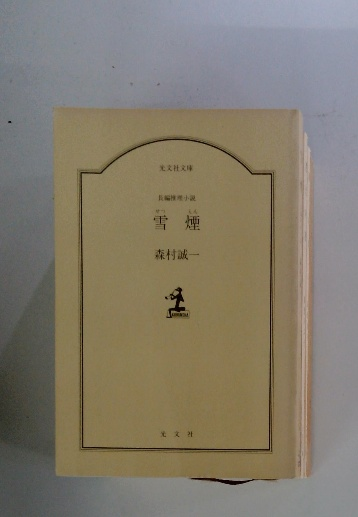 光文社文庫
長編推理小説
雪煙
森村誠一
光文社